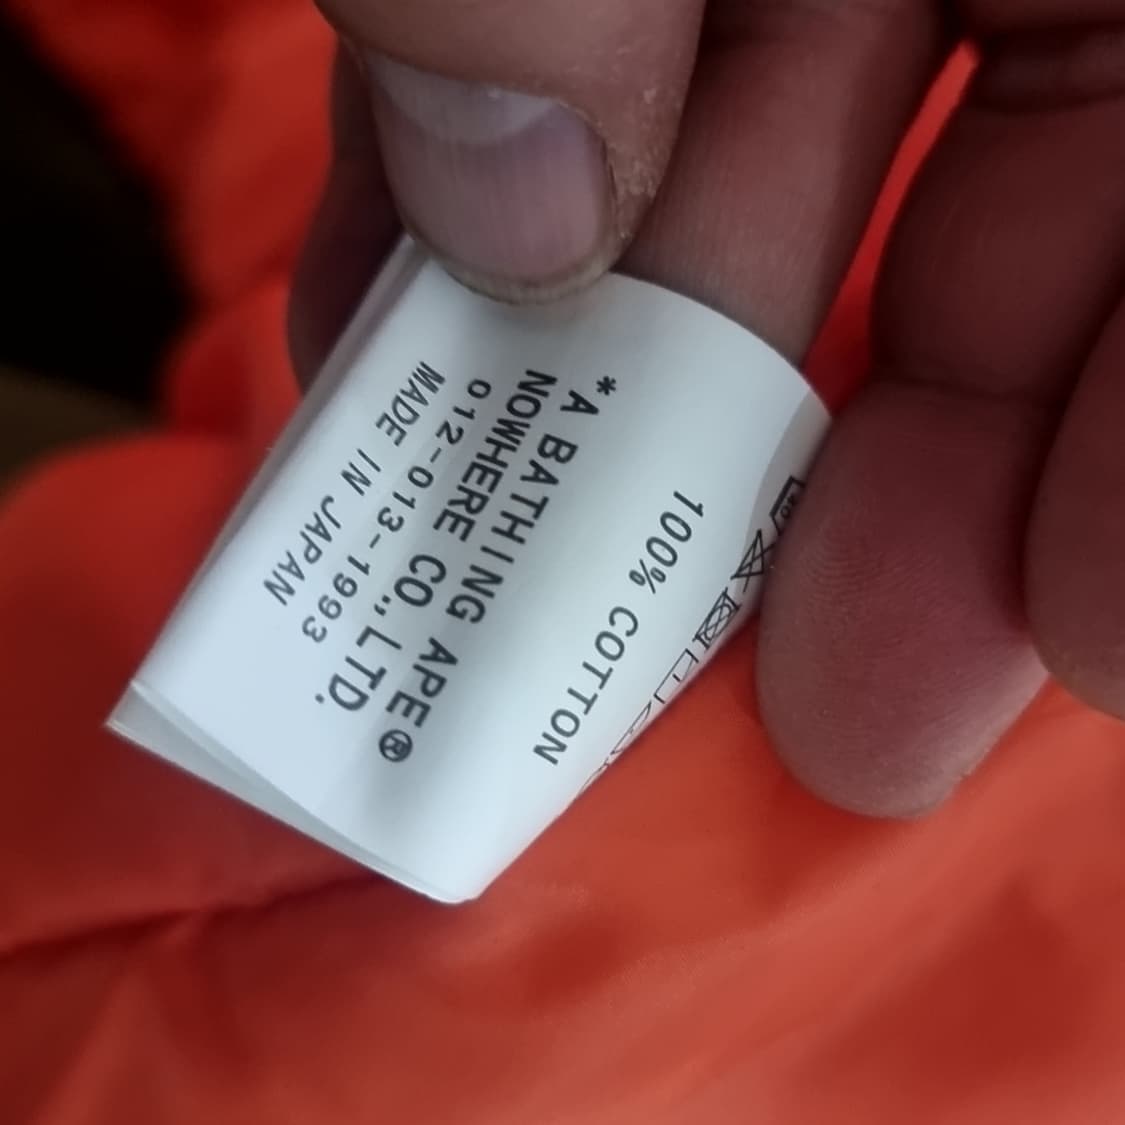 100% COTTON
*A BATHING APE®
NOWHERE CO., LTD.
012-013-1993
MADE IN JAPAN